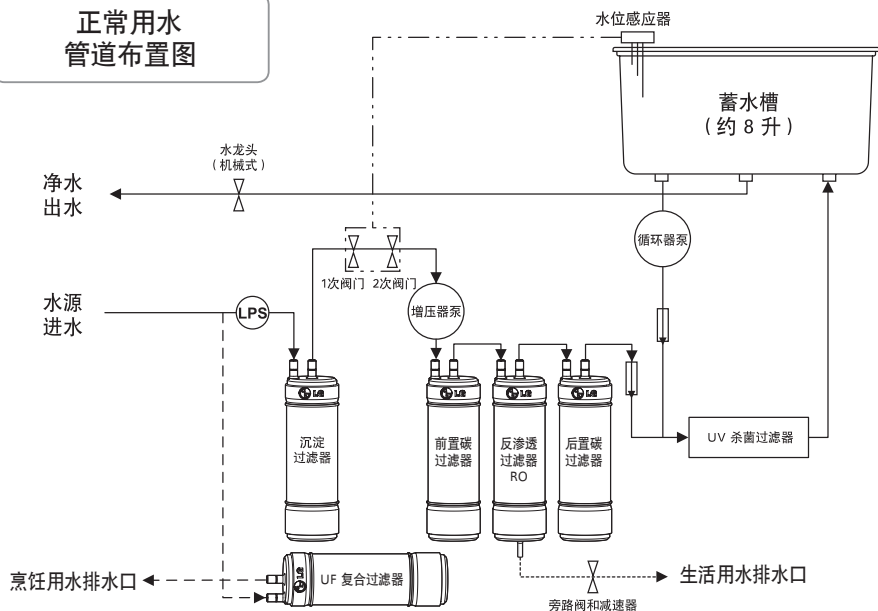 正常用水
管道布置图
水位感应器
蓄水槽
(约 8 升)
水龙头
(机械式)
净水
出水
循环器泵
1次阀门
2次阀门
水源
进水
LPS
增压器泵
LG
LG
LG
LG
沉淀
过滤器
前置碳
过滤器
反渗透
过滤器
RO
后置碳
过滤器
UV 杀菌过滤器
LG
UF 复合过滤器
烹饪用水排水口
生活用水排水口
旁路阀和减速器